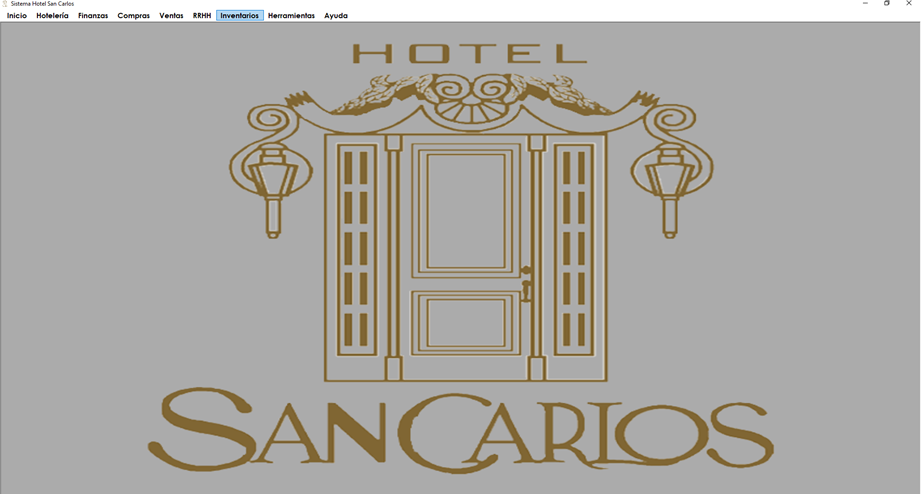 Sistema Hotel San Carlos
Inicio Hotelería Finanzas Compras Ventas RRHH Inventarios Herramientas Ayuda
HOTEL
SANCARLOS